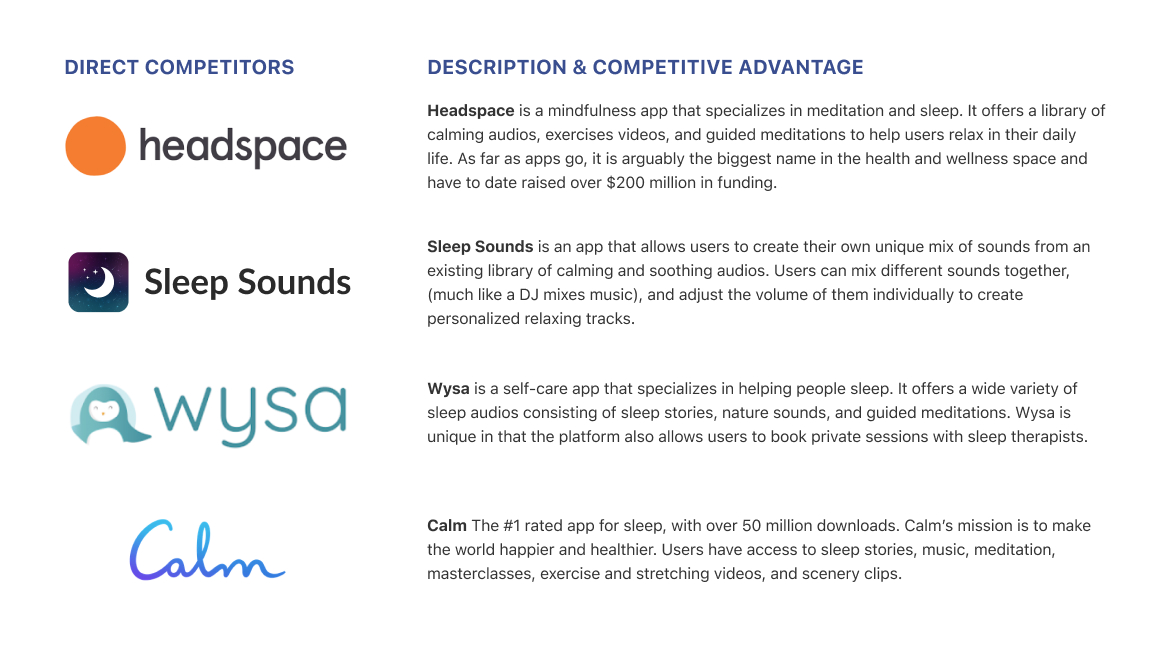 DIRECT COMPETITORS
DESCRIPTION & COMPETITIVE ADVANTAGE
headspace
Headspace is a mindfulness app that specializes in meditation and sleep. It offers a library of
calming audios, exercises videos, and guided meditations to help users relax in their daily
life. As far as apps go, it is arguably the biggest name in the health and wellness space and
have to date raised over $200 million in funding.
Sleep Sounds
Sleep Sounds is an app that allows users to create their own unique mix of sounds from an
existing library of calming and soothing audios. Users can mix different sounds together,
(much like a DJ mixes music), and adjust the volume of them individually to create
personalized relaxing tracks.
wysa
Wysa is a self-care app that specializes in helping people sleep. It offers a wide variety of
sleep audios consisting of sleep stories, nature sounds, and guided meditations. Wysa is
unique in that the platform also allows users to book private sessions with sleep therapists.
Calm
Calm The #1 rated app for sleep, with over 50 million downloads. Calm’s mission is to make
the world happier and healthier. Users have access to sleep stories, music, meditation,
masterclasses, exercise and stretching videos, and scenery clips.